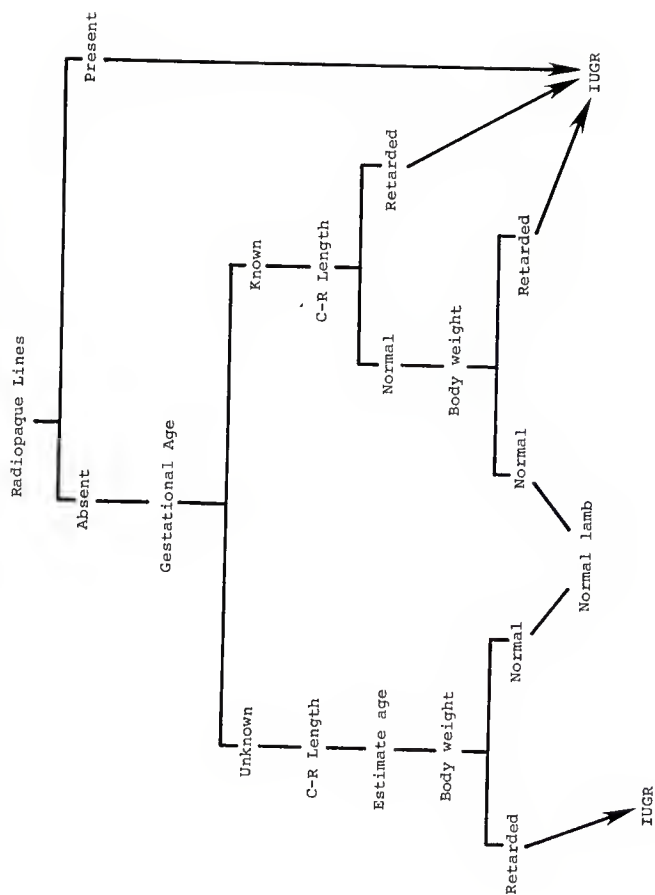 Radiopaque Lines
Absent
Present
Gestational Age
Unknown
Known
C-R Length
C-R Length
Estimate age
Normal
Retarded
Body weight
Body weight
Retarded
Normal
Normal
Retarded
Normal lamb
IUGR
IUGR